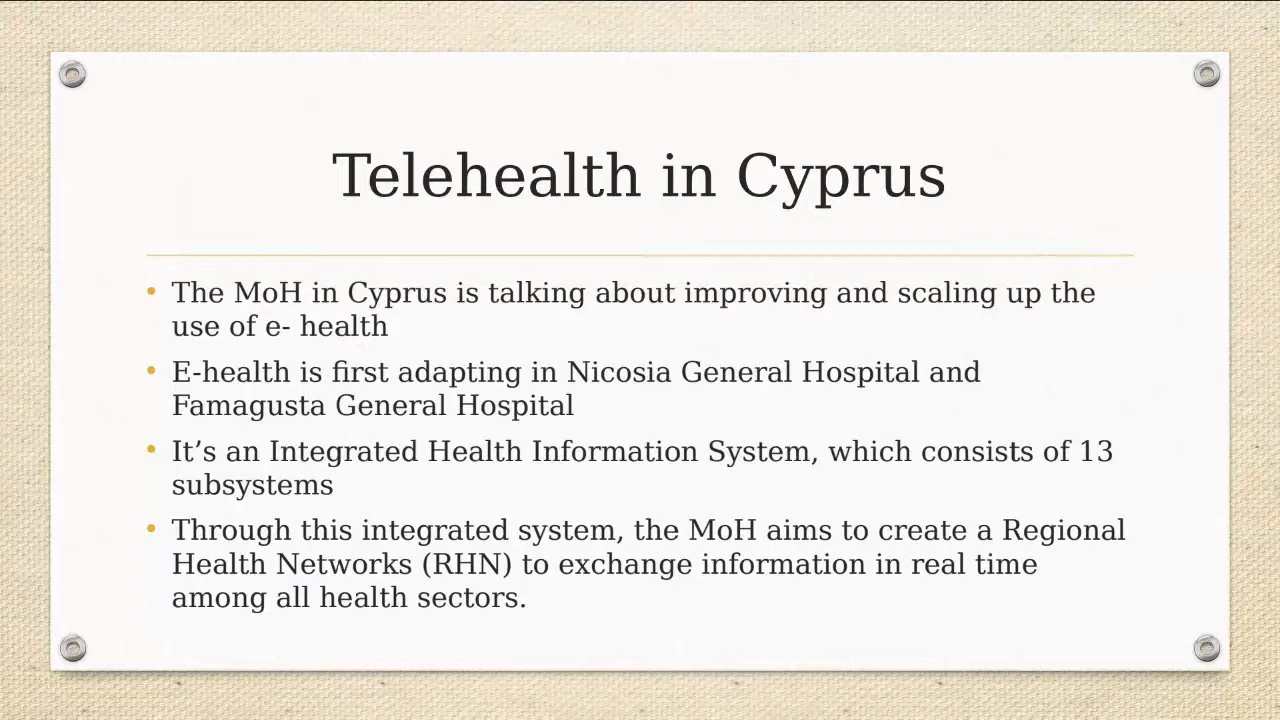 Telehealth in Cyprus
• The MoH in Cyprus is talking about improving and scaling up the
use of e- health
• E-health is first adapting in Nicosia General Hospital and
Famagusta General Hospital
• It’s an Integrated Health Information System, which consists of 13
subsystems
• Through this integrated system, the MoH aims to create a Regional
Health Networks (RHN) to exchange information in real time
among all health sectors.